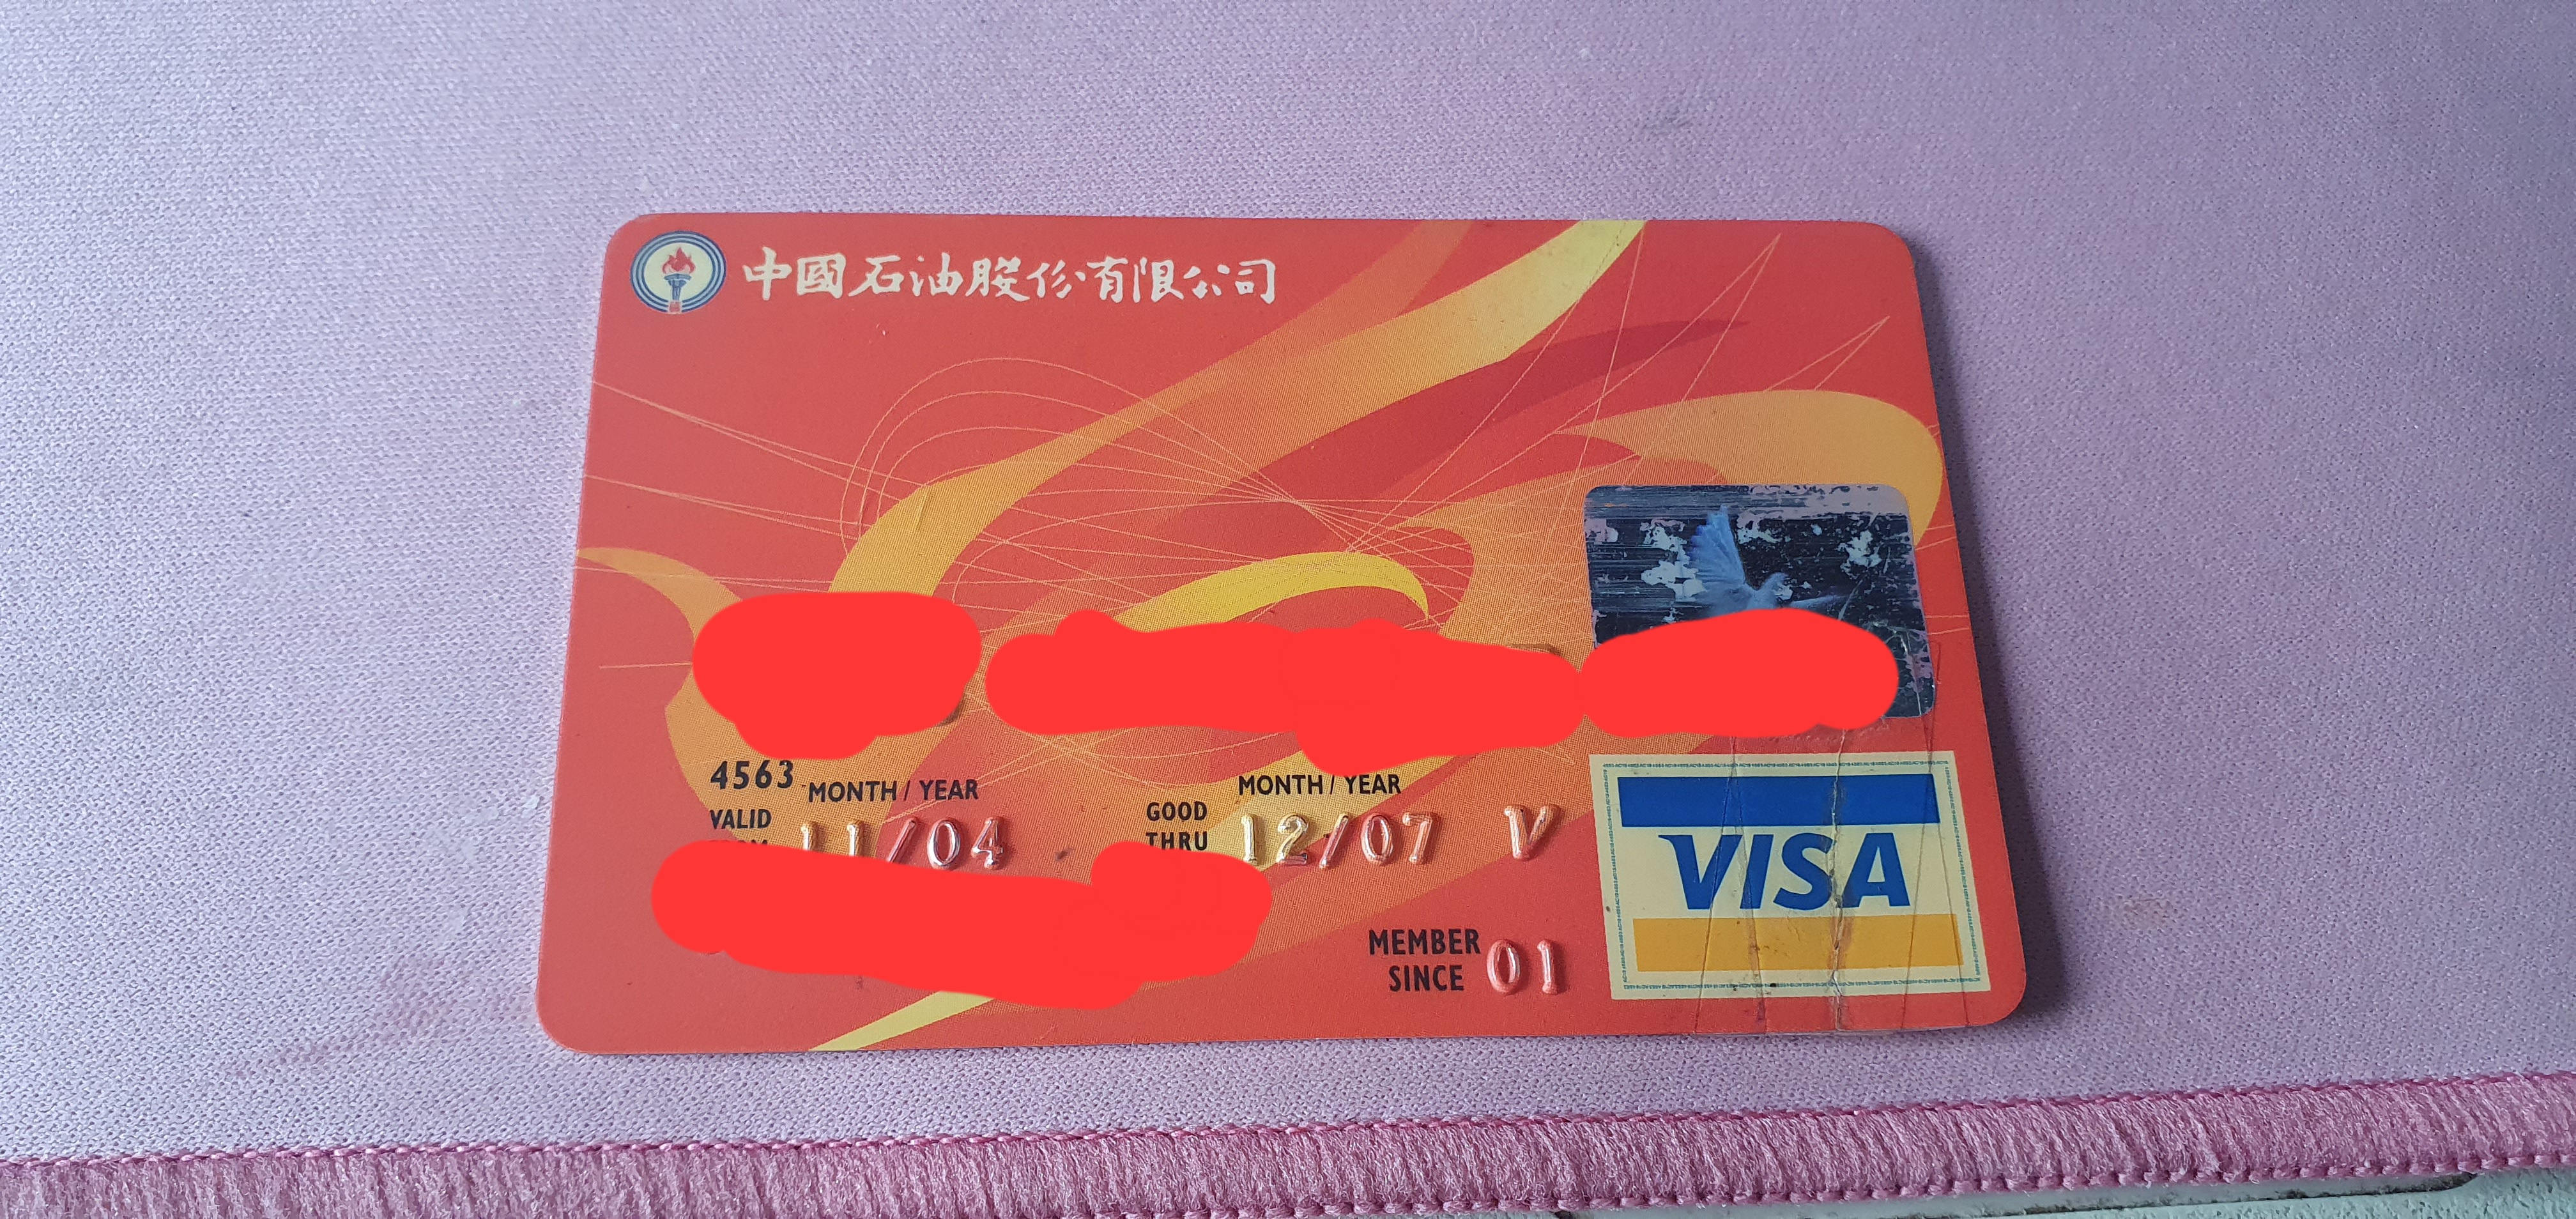 中國石油股份有限公司
4563
MONTH / YEAR
MONTH / YEAR
VALID
11/04
GOOD
THRU
12/07 V
VISA
MEMBER
SINCE
01